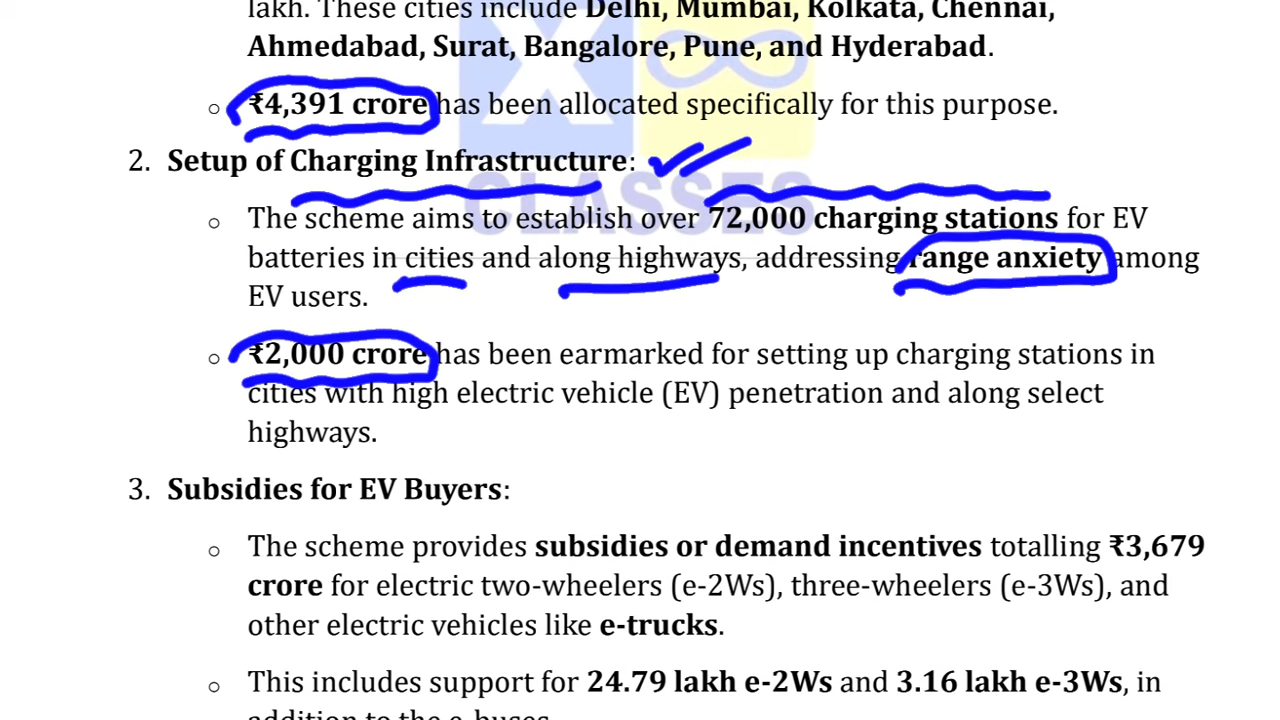 lakh. These cities include Delhi, Mumbai, Kolkata, Chennai,
Ahmedabad, Surat, Bangalore, Pune, and Hyderabad.
○ ₹4,391 crore has been allocated specifically for this purpose.
2. Setup of Charging Infrastructure:
○ The scheme aims to establish over 72,000 charging stations for EV
batteries in cities and along highways, addressing range anxiety among
EV users.
○ ₹2,000 crore has been earmarked for setting up charging stations in
cities with high electric vehicle (EV) penetration and along select
highways.
3. Subsidies for EV Buyers:
○ The scheme provides subsidies or demand incentives totalling ₹3,679
crore for electric two-wheelers (e-2Ws), three-wheelers (e-3Ws), and
other electric vehicles like e-trucks.
○ This includes support for 24.79 lakh e-2Ws and 3.16 lakh e-3Ws, in
addition to the e-buses.
X
CLASSES